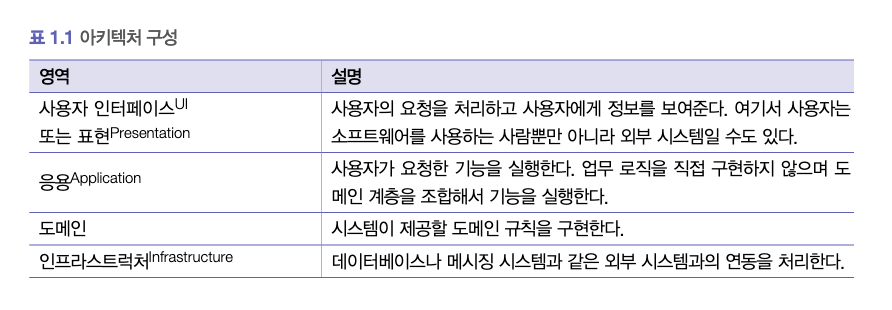 표 1.1 아키텍처 구성
영역 설명
사용자 인터페이스UI
또는 표현Presentation
사용자의 요청을 처리하고 사용자에게 정보를 보여준다. 여기서 사용자는
소프트웨어를 사용하는 사람뿐만 아니라 외부 시스템일 수도 있다.
응용Application
사용자가 요청한 기능을 실행한다. 업무 로직을 직접 구현하지 않으며 도
메인 계층을 조합해서 기능을 실행한다.
도메인 시스템이 제공할 도메인 규칙을 구현한다.
인프라스트럭처Infrastructure 데이터베이스나 메시징 시스템과 같은 외부 시스템과의 연동을 처리한다.